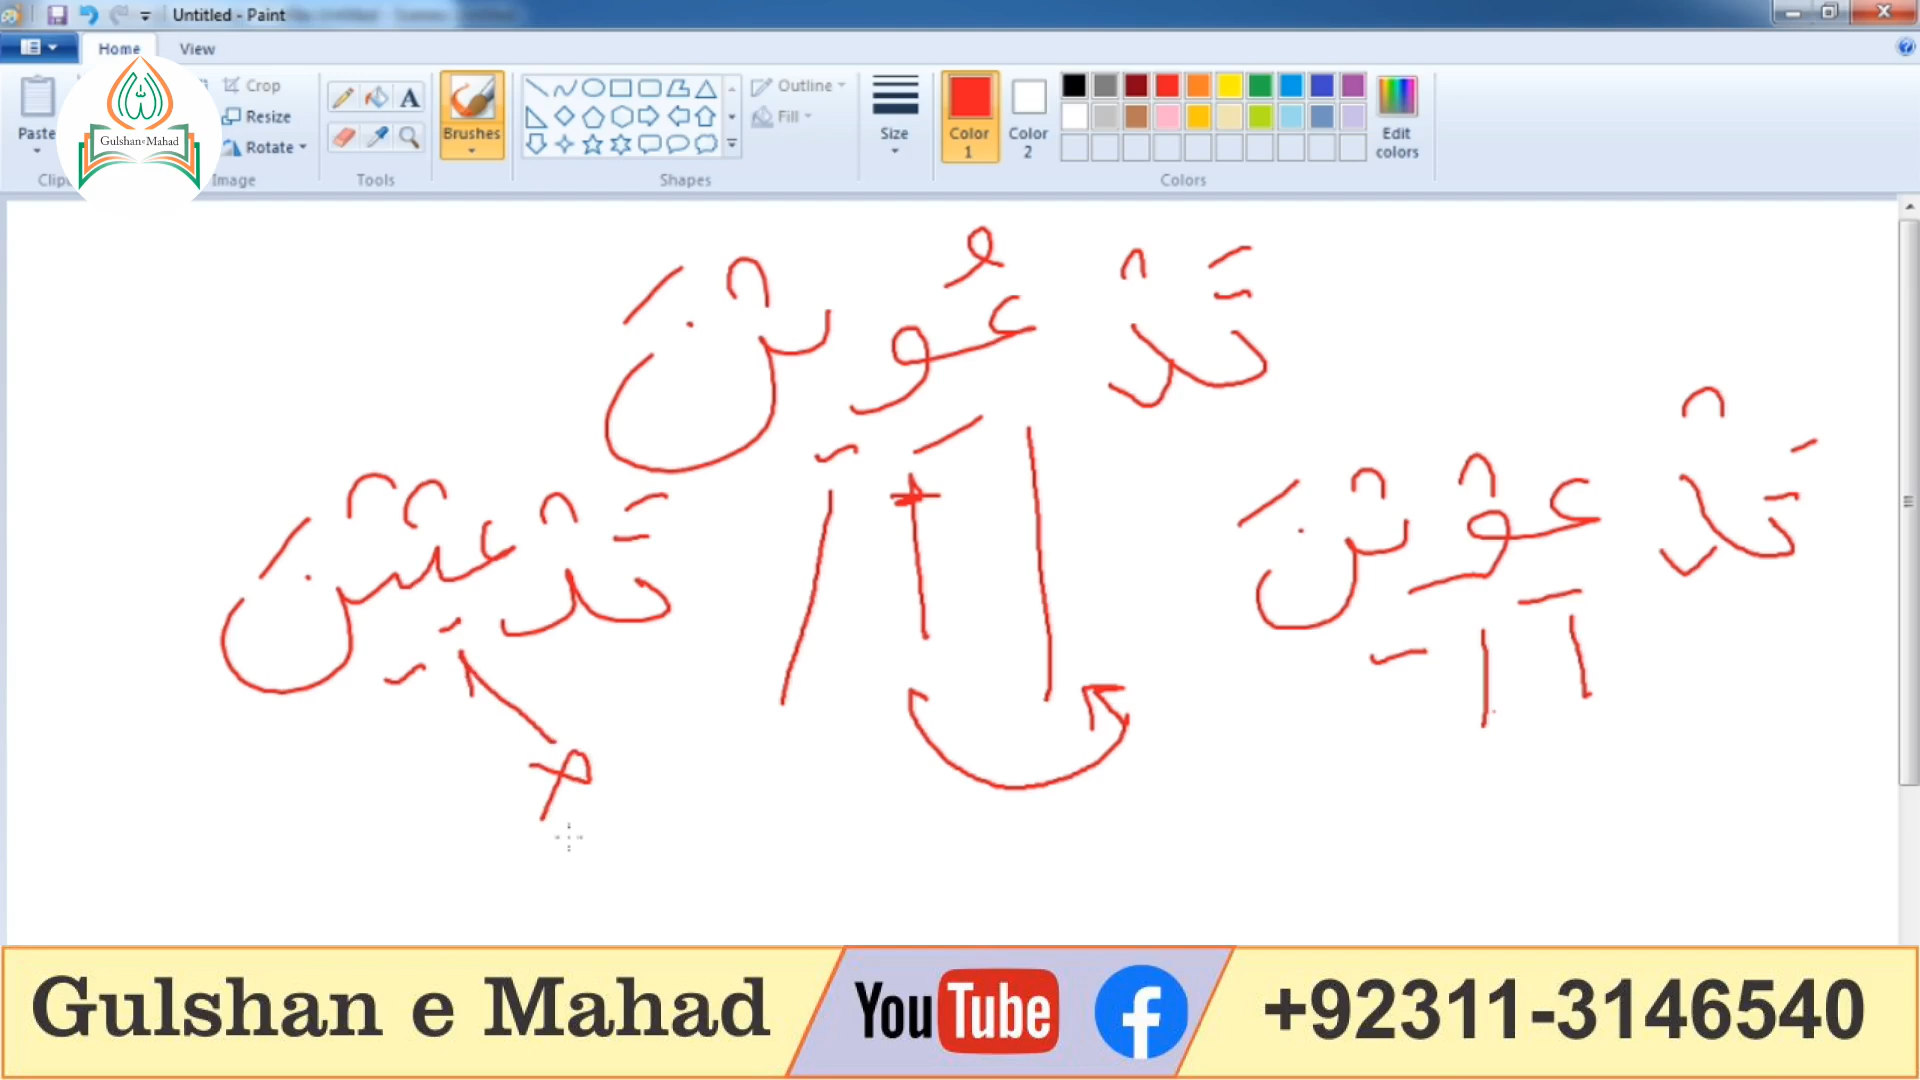 Untitled - Paint
Home View
Paste
Crop
Resize
Rotate
Brushes
Outline
Fill
Size
Color 1
Color 2
Edit colors
Image
Tools
Shapes
Colors
Gulshan e Mahad
تَدْعُوِيْنَ
تَدْعِوْيْنَ
تَدْعِيْيْنَ
Gulshan e Mahad
YouTube
+92311-3146540